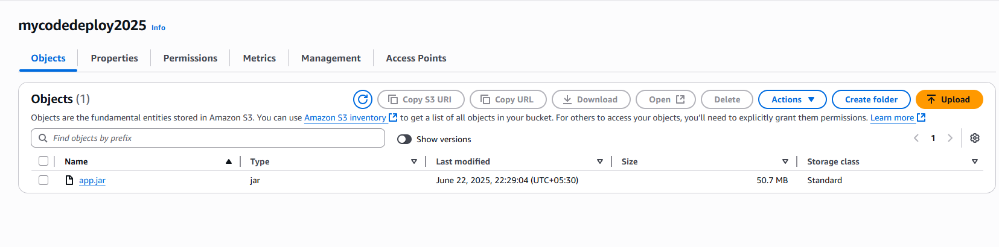 mycodedeploy2025 Info
Objects Properties Permissions Metrics Management Access Points
Objects (1) Copy S3 URI Copy URL Download Open Delete Actions Create folder Upload
Objects are the fundamental entities stored in Amazon S3. You can use Amazon S3 inventory to get a list of all objects in your bucket. For others to access your objects, you'll need to explicitly grant them permissions. Learn more
Find objects by prefix Show versions 1
Name Type Last modified Size Storage class
app.jar jar June 22, 2025, 22:29:04 (UTC+05:30) 50.7 MB Standard